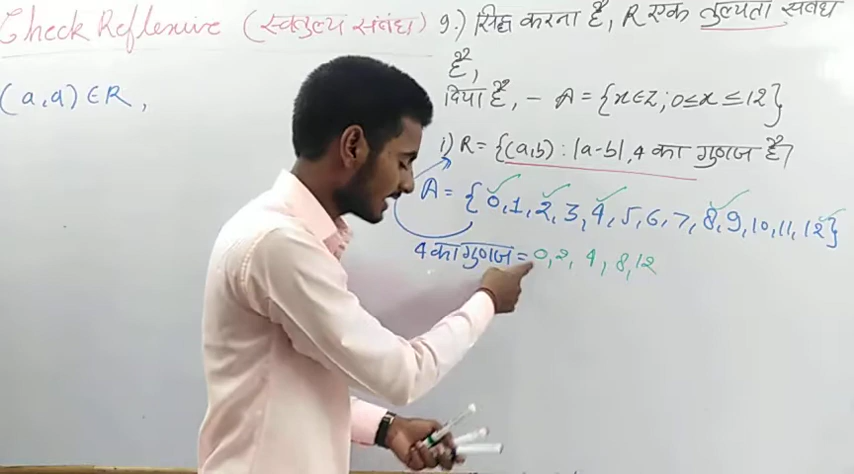 Check Reflexive (स्वतुल्य संबंध)
(a,a) ∈ R,
9.) सिद्ध करना है, R एक तुल्यता संबंध
है,
दिया है, – A = {x∈Z; 0≤x≤12}
i) R = {(a,b) : |a-b|, 4 का गुणज है}
A = {0,1,2,3,4,5,6,7,8,9,10,11,12}
4 का गुणज = 0,2,4,8,12